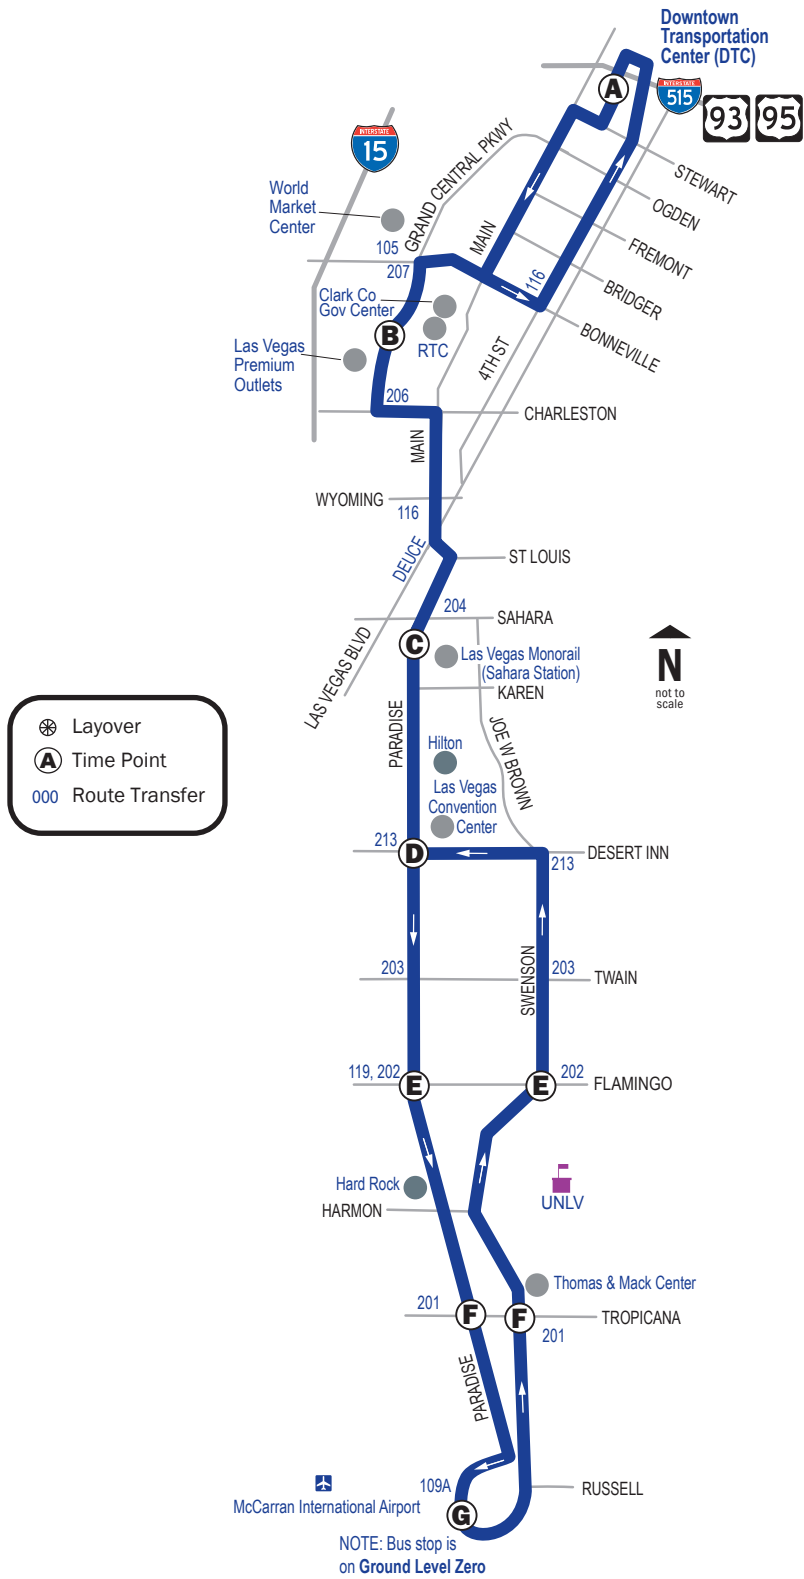 Downtown
Transportation
Center (DTC)
A
INTERSTATE
515
93
95
INTERSTATE
15
GRAND CENTRAL PKWY
STEWART
World
Market
Center
OGDEN
MAIN
FREMONT
105
207
116
BRIDGER
Clark Co
Gov Center
B
RTC
BONNEVILLE
4TH ST
Las Vegas
Premium
Outlets
206
CHARLESTON
MAIN
WYOMING
116
DEUCE
ST LOUIS
204
SAHARA
C
LAS VEGAS BLVD
Las Vegas Monorail
(Sahara Station)
KAREN
N
not to
scale
PARADISE
JOE W BROWN
Layover
A Time Point
000 Route Transfer
Hilton
Las Vegas
Convention
Center
213
D
DESERT INN
213
SWENSON
203
203
TWAIN
119, 202
E
E
202
FLAMINGO
Hard Rock
UNLV
HARMON
Thomas & Mack Center
201
F
F
TROPICANA
201
PARADISE
109A
RUSSELL
McCarran International Airport
G
NOTE: Bus stop is
on Ground Level Zero